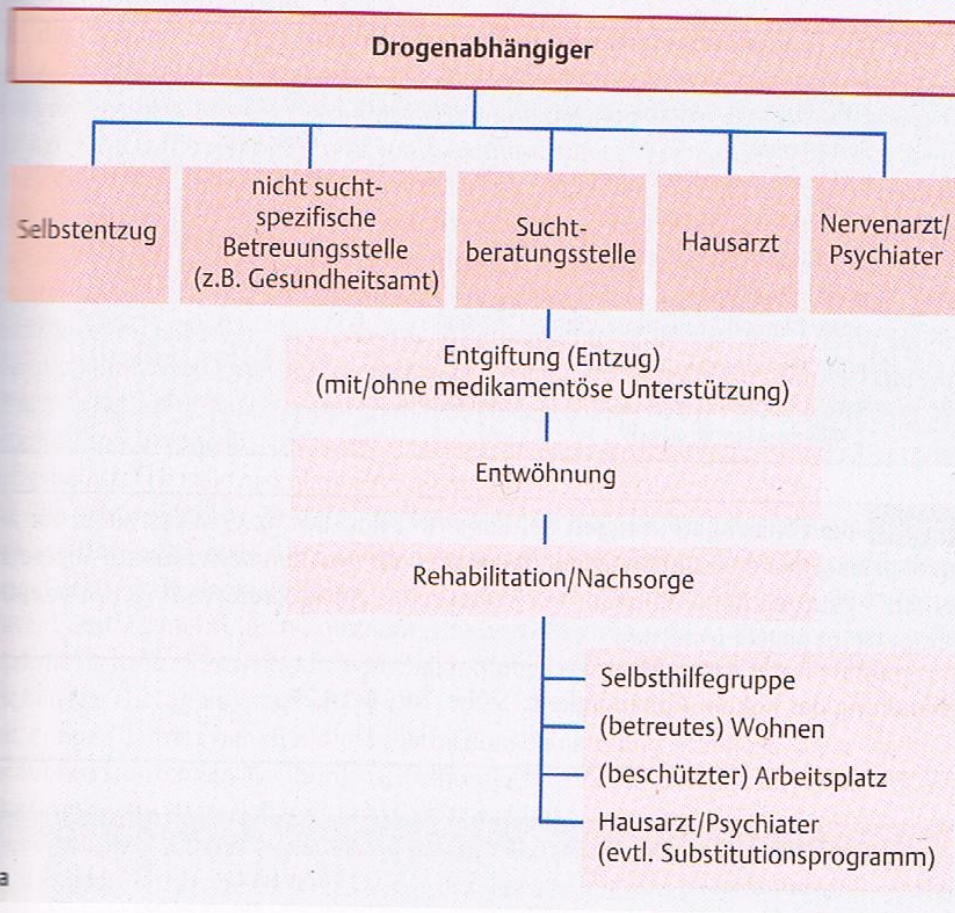 Drogenabhängiger
Selbstentzug
nicht sucht-
spezifische
Betreuungsstelle
(z.B. Gesundheitsamt)
Sucht-
beratungsstelle
Hausarzt
Nervenarzt/
Psychiater
Entgiftung (Entzug)
(mit/ohne medikamentöse Unterstützung)
Entwöhnung
Rehabilitation/Nachsorge
Selbsthilfegruppe
(betreutes) Wohnen
(beschützter) Arbeitsplatz
Hausarzt/Psychiater
(evtl. Substitutionsprogramm)
a